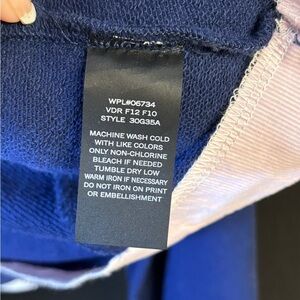 WPL#06734
VDR F12 F10
STYLE 30G35A
MACHINE WASH COLD
WITH LIKE COLORS
ONLY NON-CHLORINE
BLEACH IF NEEDED
TUMBLE DRY LOW
WARM IRON IF NECESSARY
DO NOT IRON ON PRINT
OR EMBELLISHMENT